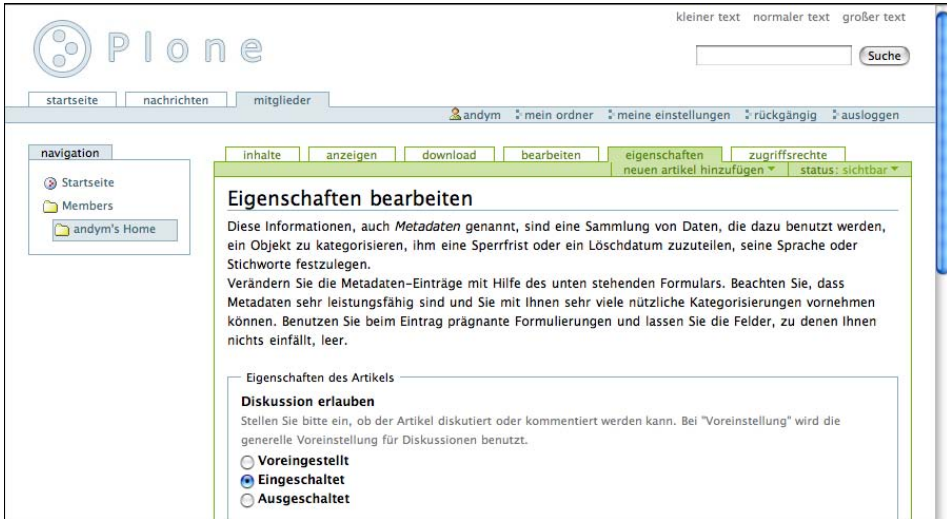 kleiner text normaler text großer text
Plone
Suche
startseite nachrichten mitglieder
andym mein ordner meine einstellungen rückgängig ausloggen
navigation
Startseite
Members
andym's Home
inhalte anzeigen download bearbeiten eigenschaften zugriffsrechte
neuen artikel hinzufügen status: sichtbar
Eigenschaften bearbeiten
Diese Informationen, auch Metadaten genannt, sind eine Sammlung von Daten, die dazu benutzt werden,
ein Objekt zu kategorisieren, ihm eine Sperrfrist oder ein Löschdatum zuzuteilen, seine Sprache oder
Stichworte festzulegen.
Verändern Sie die Metadaten-Einträge mit Hilfe des unten stehenden Formulars. Beachten Sie, dass
Metadaten sehr leistungsfähig sind und Sie mit Ihnen sehr viele nützliche Kategorisierungen vornehmen
können. Benutzen Sie beim Eintrag prägnante Formulierungen und lassen Sie die Felder, zu denen Ihnen
nichts einfällt, leer.
Eigenschaften des Artikels
Diskussion erlauben
Stellen Sie bitte ein, ob der Artikel diskutiert oder kommentiert werden kann. Bei "Voreinstellung" wird die
generelle Voreinstellung für Diskussionen benutzt.
Voreingestellt
Eingeschaltet
Ausgeschaltet